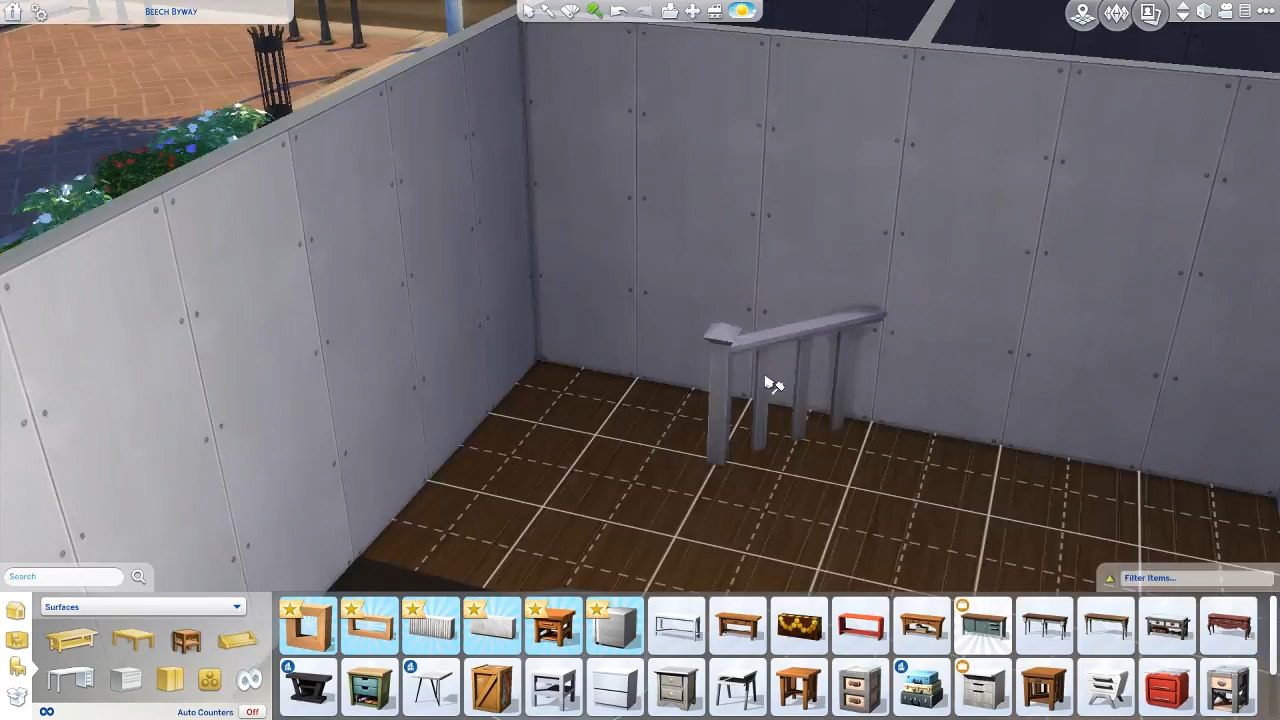 BEECH BYWAY
Search
Filter Items...
Surfaces
Auto Counters
Off